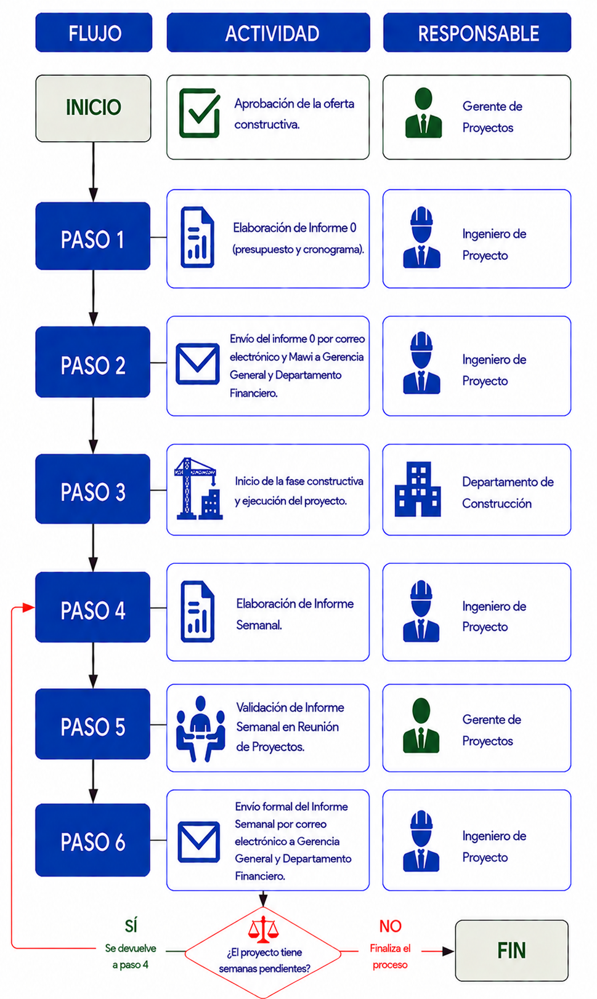 FLUJO
ACTIVIDAD
RESPONSABLE
INICIO
Aprobación de la oferta
constructiva.
Gerente de
Proyectos
PASO 1
Elaboración de Informe 0
(presupuesto y cronograma).
Ingeniero de
Proyecto
PASO 2
Envío del informe 0 por correo
electrónico y Mawi a Gerencia
General y Departamento
Financiero.
Ingeniero de
Proyecto
PASO 3
Inicio de la fase constructiva
y ejecución del proyecto.
Departamento de
Construcción
PASO 4
Elaboración de Informe
Semanal.
Ingeniero de
Proyecto
PASO 5
Validación de Informe
Semanal en Reunión
de Proyectos.
Gerente de
Proyectos
PASO 6
Envío formal del Informe
Semanal por correo
electrónico a Gerencia
General y Departamento
Financiero.
Ingeniero de
Proyecto
SÍ
Se devuelve
a paso 4
¿El proyecto tiene
semanas pendientes?
NO
Finaliza el
proceso
FIN